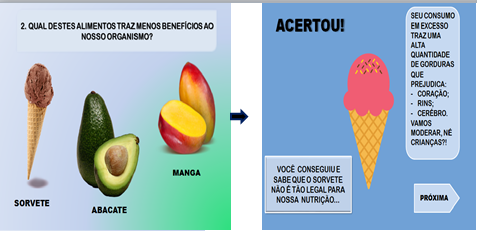 2. QUAL DESTES ALIMENTOS TRAZ MENOS BENEFÍCIOS AO
NOSSO ORGANISMO?
SORVETE
ABACATE
MANGA
ACERTOU!
SEU CONSUMO
EM EXCESSO
TRAZ UMA
ALTA
QUANTIDADE
DE GORDURAS
QUE
PREJUDICA:
- CORAÇÃO;
- RINS;
- CERÉBRO.
VAMOS
MODERAR, NÉ
CRIANÇAS?!
VOCÊ CONSEGUIU E
SABE QUE O SORVETE
NÃO É TÃO LEGAL PARA
NOSSA NUTRIÇÃO...
PRÓXIMA